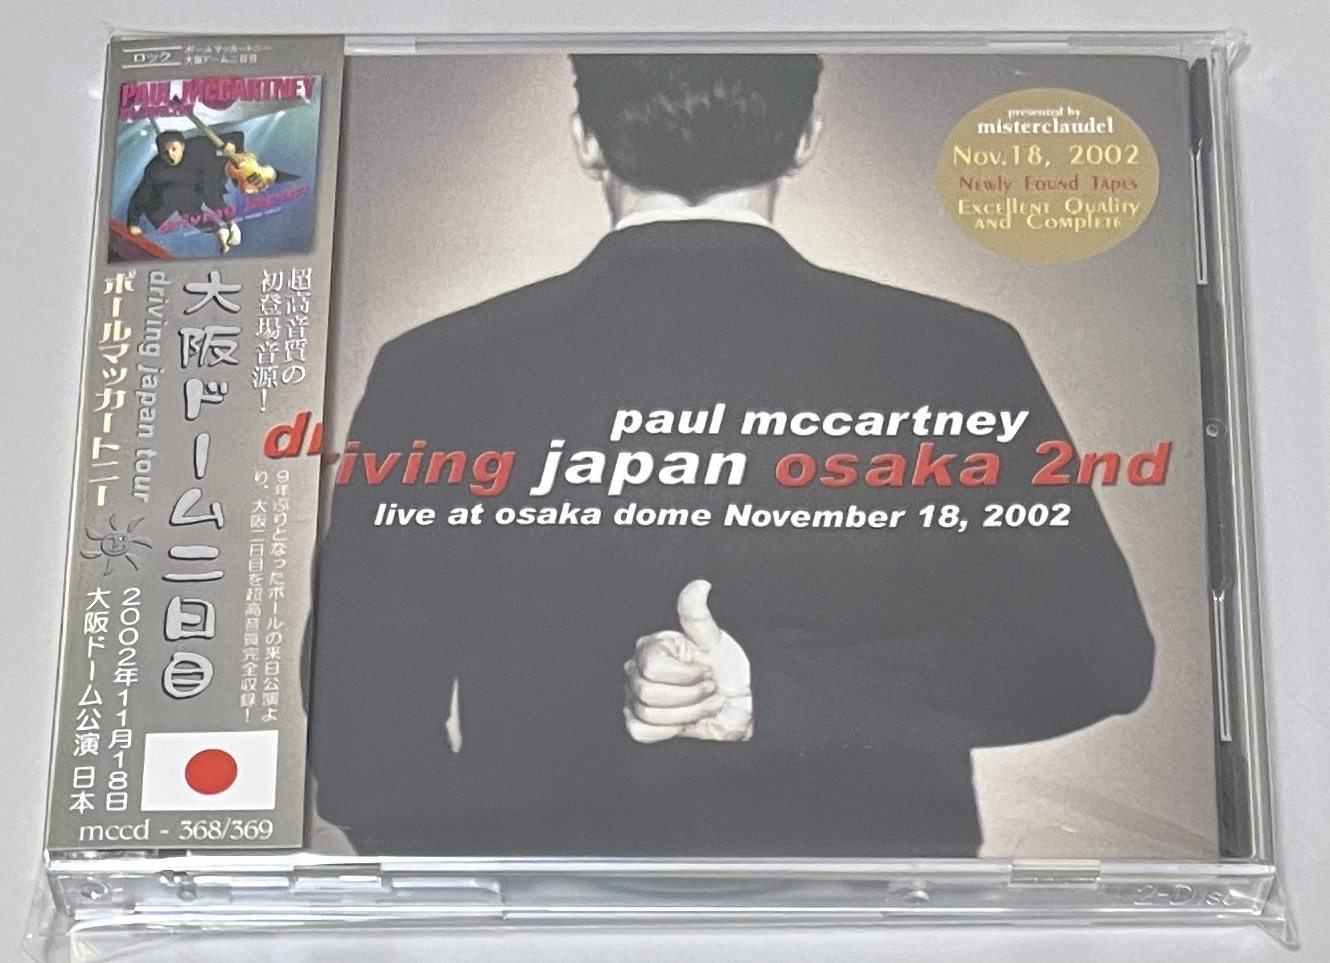 ロック
ポールマッカートニー
大阪ドーム二日目
PAUL McCARTNEY
driving japan
超高音質の
初登場音源！
大阪ドーム二日目
driving japan tour
ポールマッカートニー
9年ぶりとなったポールの来日公演よ
り、大阪二日目を超高音質完全収録！
2002年11月18日
大阪ドーム公演 日本
mccd - 368/369
presented by
misterclaudel
Nov.18, 2002
Newly Found Tapes
Excellent Quality
and Complete
paul mccartney
driving japan osaka 2nd
live at osaka dome November 18, 2002
2-Disc